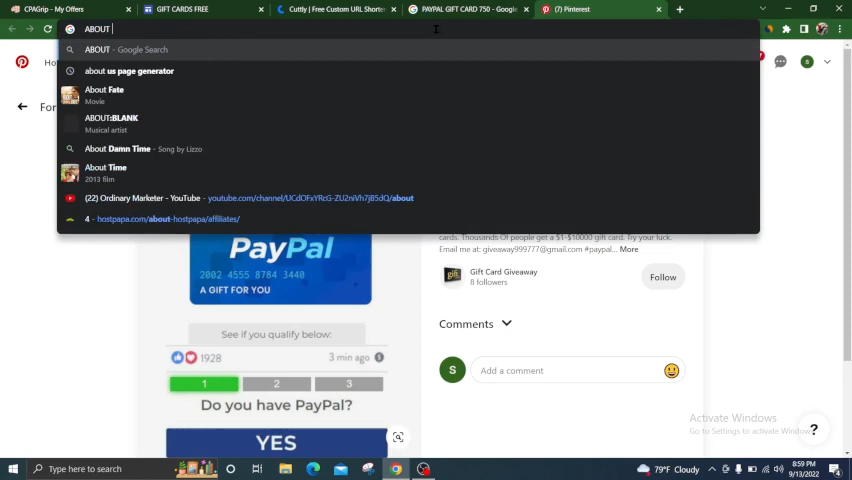 CPAGrip - My Offers
GIFT CARDS FREE
Cuttly | Free Custom URL Shorte
PAYPAL GIFT CARD 750 - Google
(7) Pinterest
ABOUT
ABOUT - Google Search
about us page generator
About Fate
Movie
ABOUT:BLANK
Musical artist
About Damn Time - Song by Lizzo
About Time
2013 film
(22) Ordinary Marketer - YouTube - youtube.com/channel/UCdOFxYRcG-ZU2niVj7jB5dQ/about
4 - hostpapa.com/about-hostpapa/affiliates/
Ho
S
For
cards. Thousands Of people get a $1-$10000 gift card. Try your luck.
Email me at: giveaway999777@gmail.com #paypal... More
PayPal
2002 4555 8784 3440
A GIFT FOR YOU
gift
Gift Card Giveaway
8 followers
Follow
See if you qualify below:
1928
3 min ago
Comments
1 2 3
S
Add a comment
Do you have PayPal?
YES
Activate Windows
Go to Settings to activate Windows.
?
Type here to search
79°F Cloudy
8:59 PM
9/13/2022
4